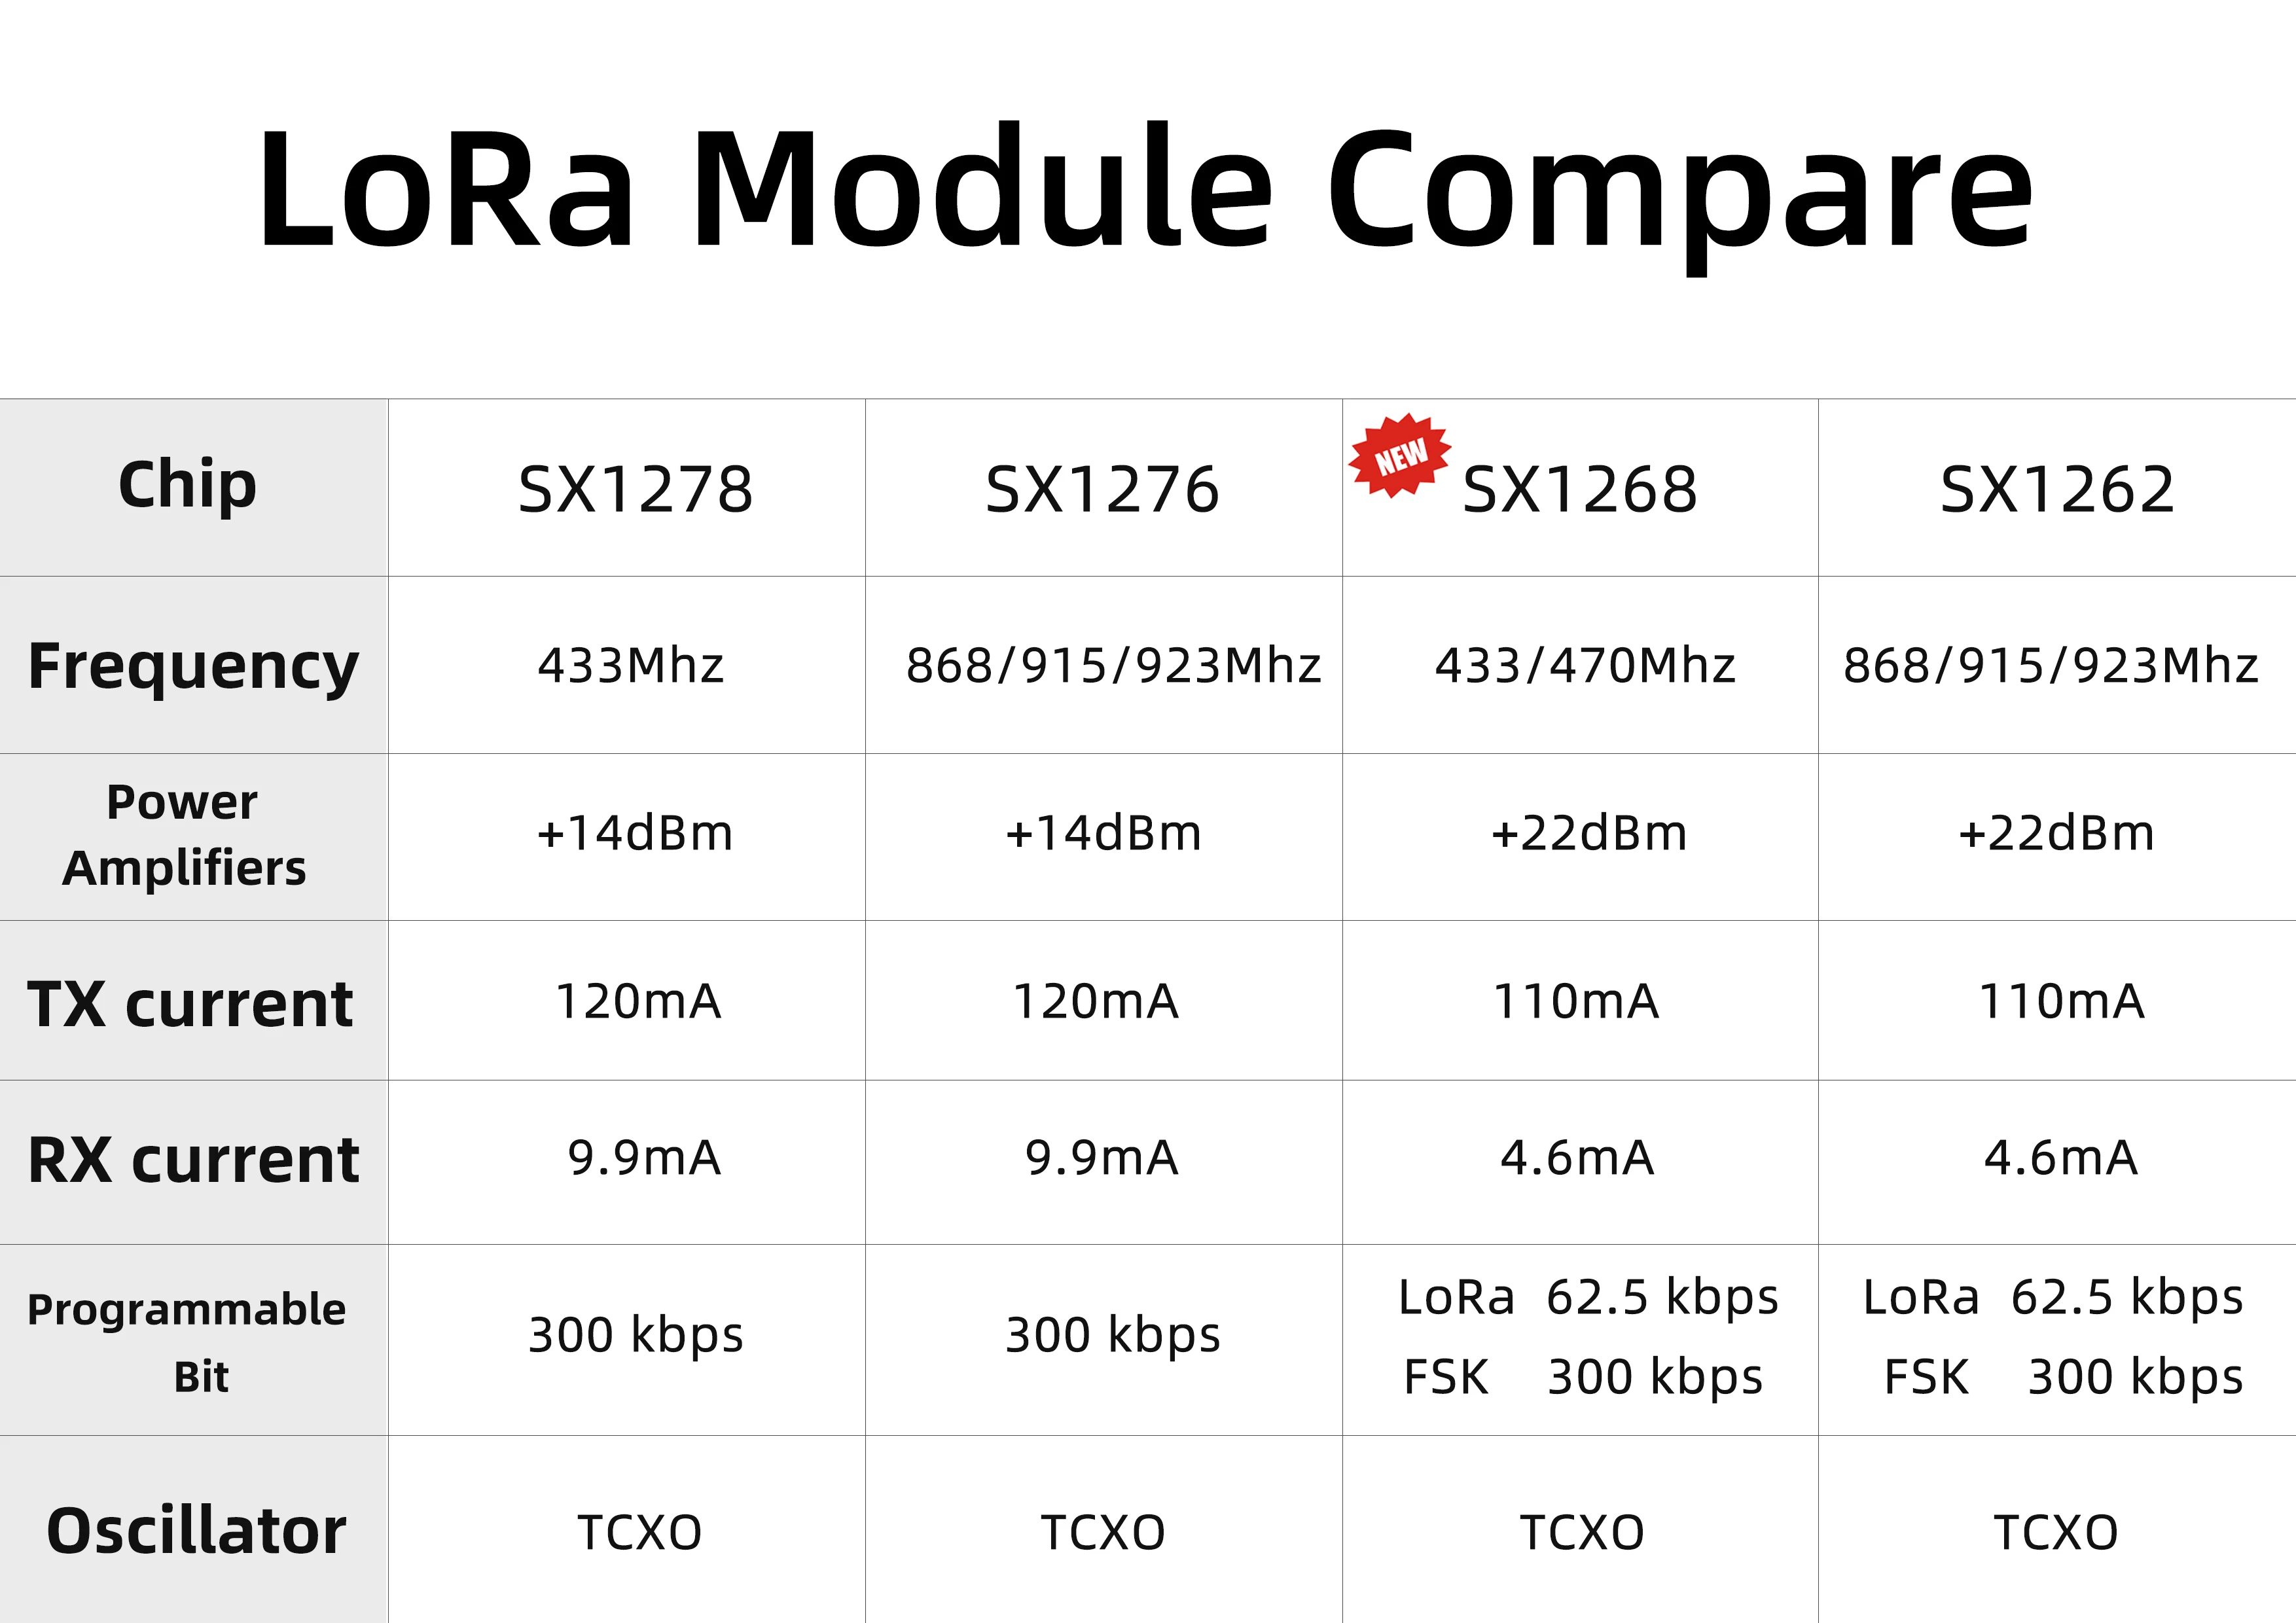 LoRa Module Compare
Chip SX1278 SX1276 NEW SX1268 SX1262
Frequency 433Mhz 868/915/923Mhz 433/470Mhz 868/915/923Mhz
Power
Amplifiers +14dBm +14dBm +22dBm +22dBm
TX current 120mA 120mA 110mA 110mA
RX current 9.9mA 9.9mA 4.6mA 4.6mA
Programmable
Bit 300 kbps 300 kbps LoRa 62.5 kbps LoRa 62.5 kbps
FSK 300 kbps FSK 300 kbps
Oscillator TCXO TCXO TCXO TCXO